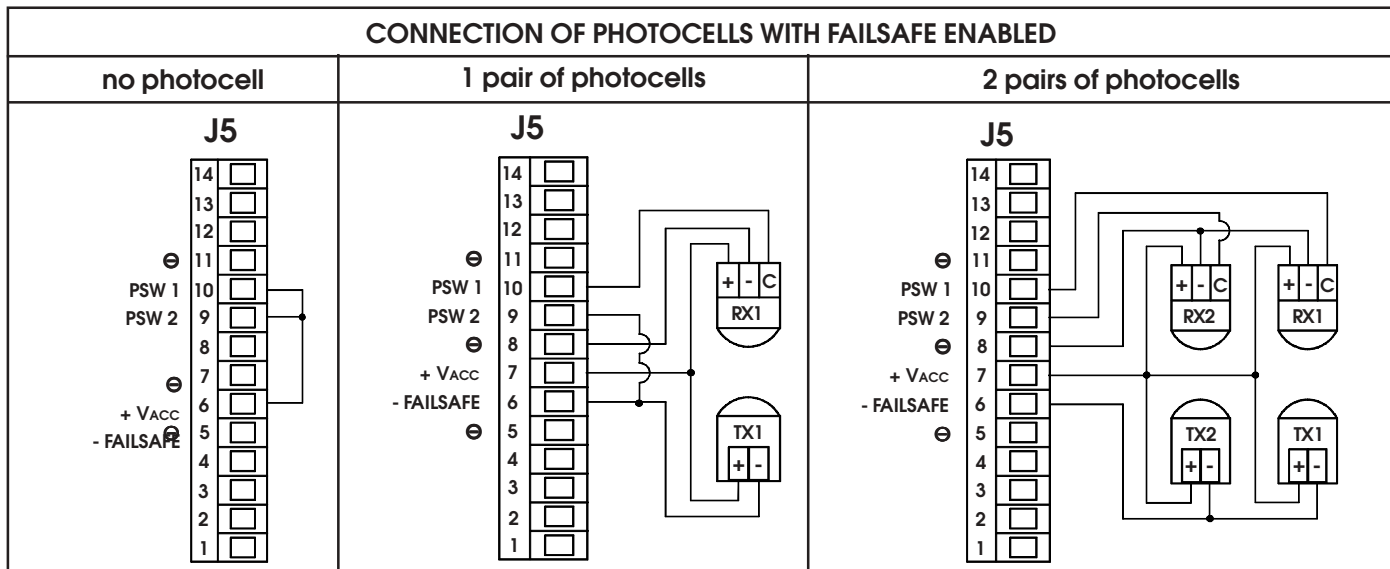 CONNECTION OF PHOTOCELLS WITH FAILSAFE ENABLED
no photocell
1 pair of photocells
2 pairs of photocells
J5
14
13
12
⊖ 11
PSW 1 10
PSW 2 9
8
⊖ 7
+ VACC 6
- FAILSAFE ⊖ 5
4
3
2
1
J5
14
13
12
⊖ 11
PSW 1 10
PSW 2 9
⊖ 8
+ VACC 7
- FAILSAFE 6
⊖ 5
4
3
2
1
+ - C
RX1
TX1
+ -
J5
14
13
12
⊖ 11
PSW 1 10
PSW 2 9
⊖ 8
+ VACC 7
- FAILSAFE 6
⊖ 5
4
3
2
1
+ - C
RX2
+ - C
RX1
TX2
+ -
TX1
+ -